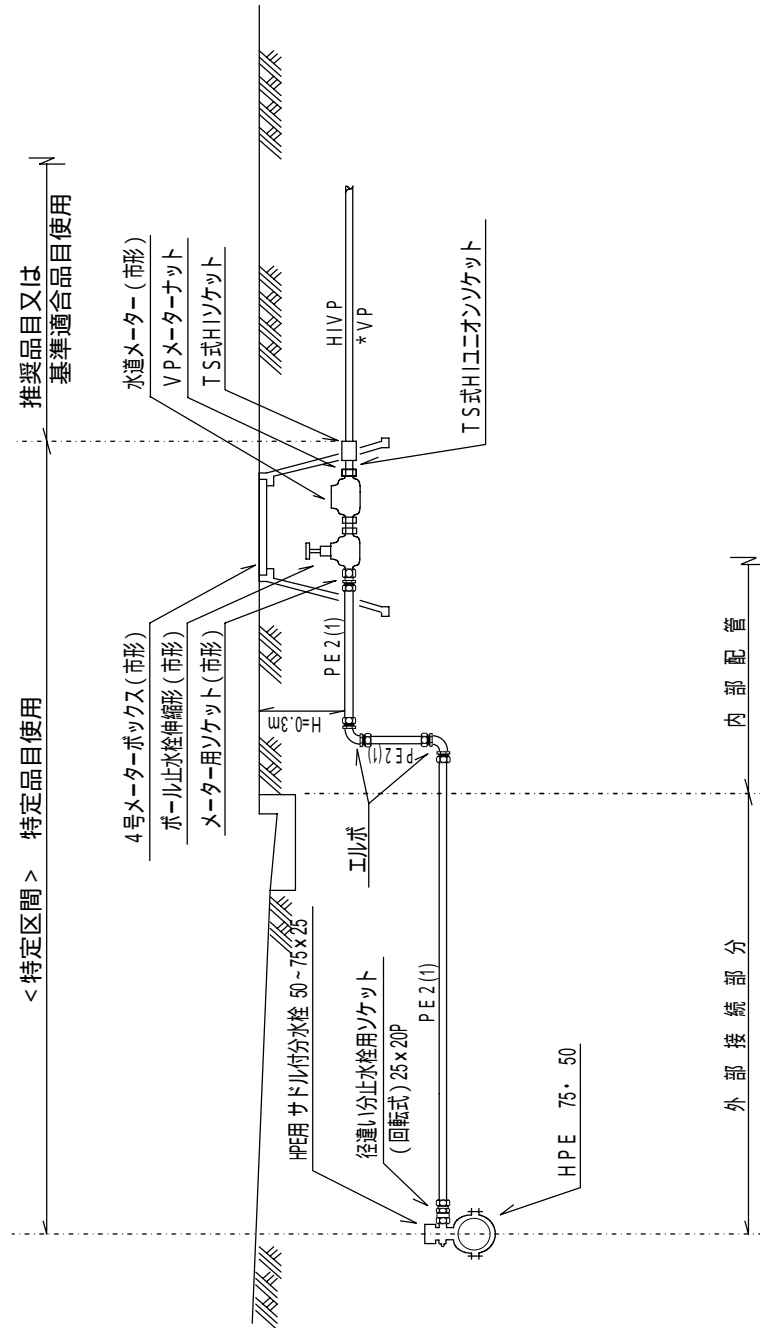 <特定区間> 特定品目使用
推奨品目又は
基準適合品目使用
4号メーターボックス(市形)
ボール止水栓伸縮形(市形)
メーター用ソケット(市形)
水道メーター(市形)
VPメーターナット
TS式HIソケット
HPE用サドル付分水栓 50~75x25
径違い分止水栓用ソケット
(回転式)25x20P
エルボ
H=0.3m
PE2(1)
PE2(1)
PE2(1)
HIVP
*VP
TS式HIユニオンソケット
HPE 75・50
外部接続部分
内部配管